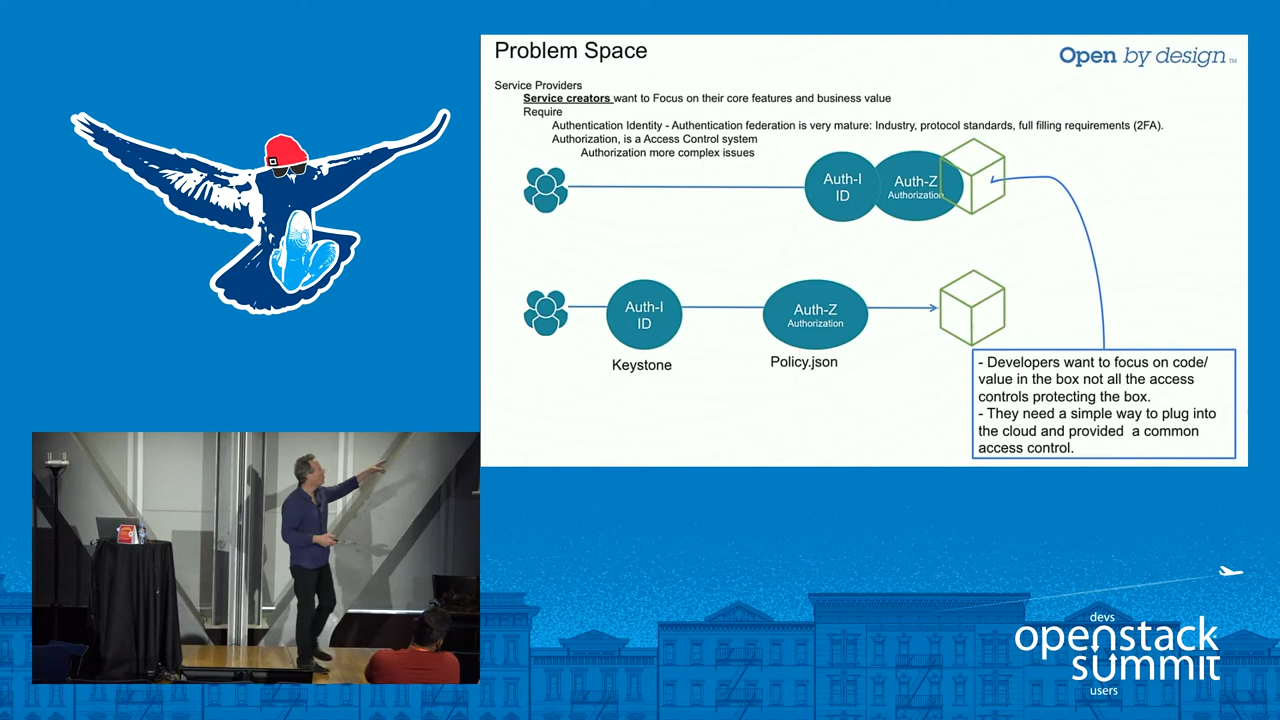 Problem Space
Open by design™
Service Providers
Service creators want to Focus on their core features and business value
Require
Authentication Identity - Authentication federation is very mature: Industry, protocol standards, full filling requirements (2FA).
Authorization, is a Access Control system
Authorization more complex issues
Auth-I
ID
Auth-Z
Authorization
Auth-I
ID
Auth-Z
Authorization
Keystone
Policy.json
- Developers want to focus on code/
value in the box not all the access
controls protecting the box.
- They need a simple way to plug into
the cloud and provided a common
access control.
devs
openstack
summit
users